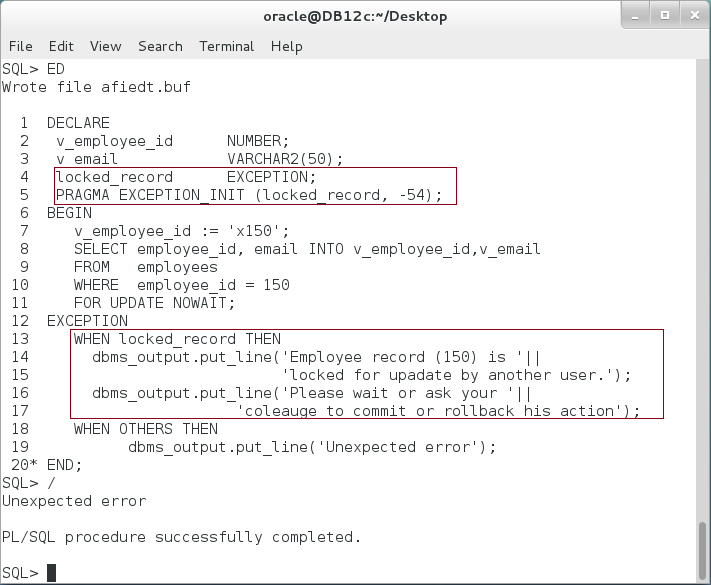 oracle@DB12c:~/Desktop
File Edit View Search Terminal Help
SQL> ED
Wrote file afiedt.buf
1 DECLARE
2 v_employee_id NUMBER;
3 v_email VARCHAR2(50);
4 locked_record EXCEPTION;
5 PRAGMA EXCEPTION_INIT (locked_record, -54);
6 BEGIN
7 v_employee_id := 'x150';
8 SELECT employee_id, email INTO v_employee_id,v_email
9 FROM employees
10 WHERE employee_id = 150
11 FOR UPDATE NOWAIT;
12 EXCEPTION
13 WHEN locked_record THEN
14 dbms_output.put_line('Employee record (150) is '||
15 'locked for upadate by another user.');
16 dbms_output.put_line('Please wait or ask your '||
17 'coleauge to commit or rollback his action');
18 WHEN OTHERS THEN
19 dbms_output.put_line('Unexpected error');
20* END;
SQL> /
Unexpected error
PL/SQL procedure successfully completed.
SQL>